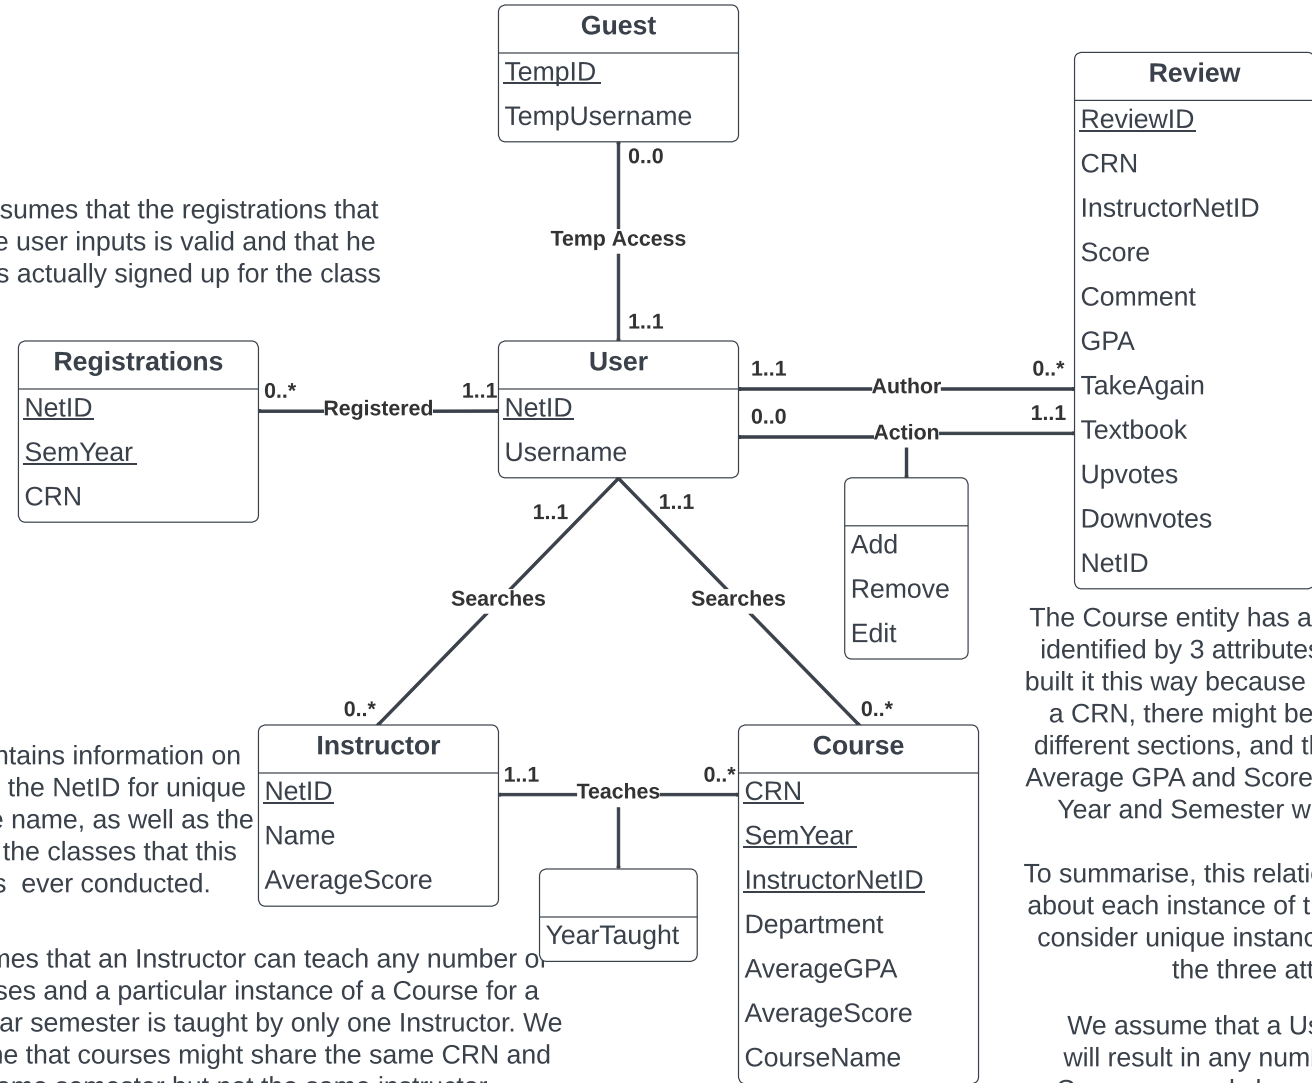 Guest
TempID
TempUsername
0..0
Temp Access
1..1
sumes that the registrations that
e user inputs is valid and that he
s actually signed up for the class
Registrations
NetID
SemYear
CRN
0..*
Registered
1..1
User
NetID
Username
1..1
Author
0..*
0..0
Action
1..1
Add
Remove
Edit
Review
ReviewID
CRN
InstructorNetID
Score
Comment
GPA
TakeAgain
Textbook
Upvotes
Downvotes
NetID
1..1
1..1
Searches
Searches
0..*
0..*
Instructor
NetID
Name
AverageScore
1..1
Teaches
0..*
YearTaught
Course
CRN
SemYear
InstructorNetID
Department
AverageGPA
AverageScore
CourseName
ntains information on
the NetID for unique
e name, as well as the
the classes that this
s ever conducted.
mes that an Instructor can teach any number of
ses and a particular instance of a Course for a
ar semester is taught by only one Instructor. We
ne that courses might share the same CRN and
same semester but not the same instructor
The Course entity has a
identified by 3 attributes
built it this way because
a CRN, there might be
different sections, and th
Average GPA and Score
Year and Semester w
To summarise, this relati
about each instance of t
consider unique instanc
the three att
We assume that a Us
will result in any num